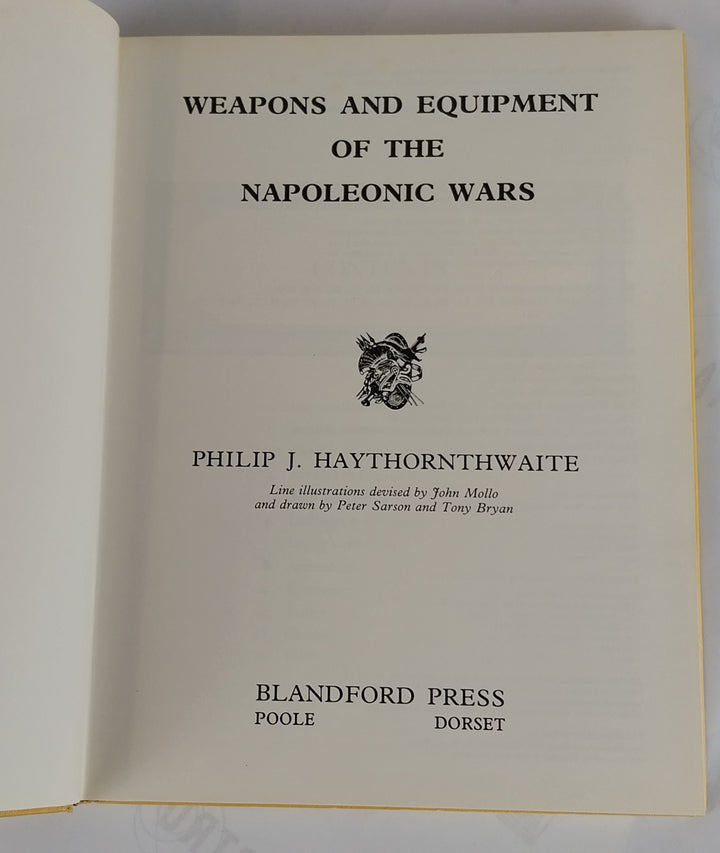 WEAPONS AND EQUIPMENT
OF THE
NAPOLEONIC WARS
PHILIP J. HAYTHORNTHWAITE
Line illustrations devised by John Mollo
and drawn by Peter Sarson and Tony Bryan
BLANDFORD PRESS
POOLE DORSET